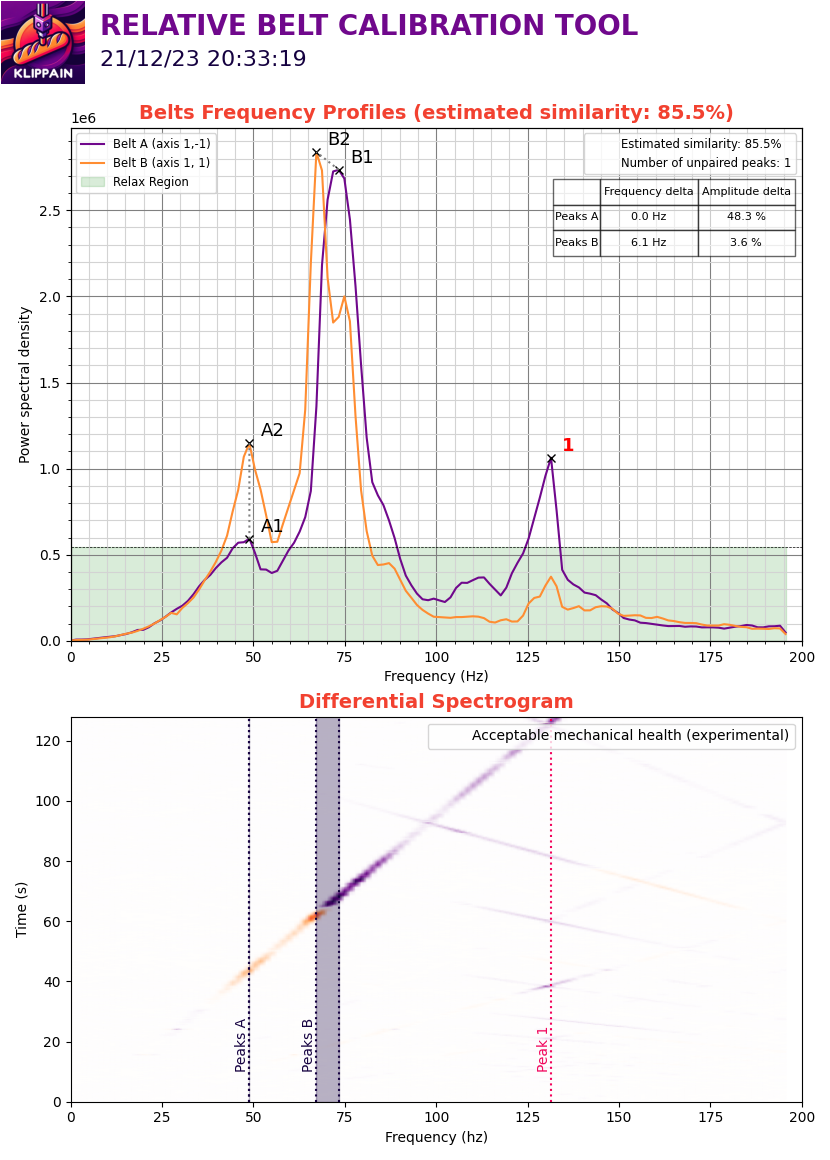 RELATIVE BELT CALIBRATION TOOL
21/12/23 20:33:19
KLIPPAIN
Belts Frequency Profiles (estimated similarity: 85.5%)
1e6
Belt A (axis 1,-1)
Belt B (axis 1, 1)
Relax Region
B2
B1
Estimated similarity: 85.5%
Number of unpaired peaks: 1
Frequency delta Amplitude delta
Peaks A 0.0 Hz 48.3 %
Peaks B 6.1 Hz 3.6 %
A2
A1
1
2.5
2.0
1.5
1.0
0.5
0.0
Power spectral density
0 25 50 75 100 125 150 175 200
Frequency (Hz)
Differential Spectrogram
Acceptable mechanical health (experimental)
120
100
80
60
40
20
0
Time (s)
Peaks A
Peaks B
Peak 1
0 25 50 75 100 125 150 175 200
Frequency (hz)